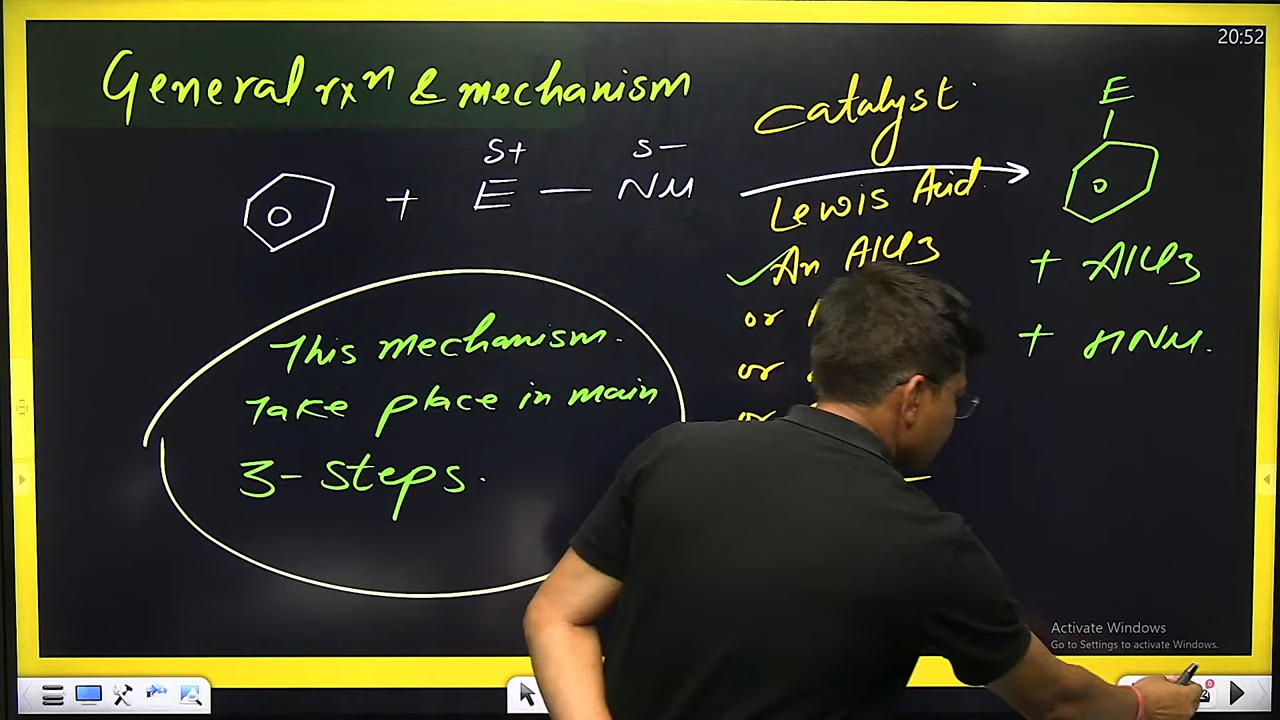 20:52
General rxn & mechanism
Catalyst
E
δ+ δ-
+ E — Nu
Lewis Acid
An AlCl3
+ AlCl3
or
+ HNu.
or
or
This mechanism.
Take place in main
3-Steps.
Activate Windows
Go to Settings to activate Windows.